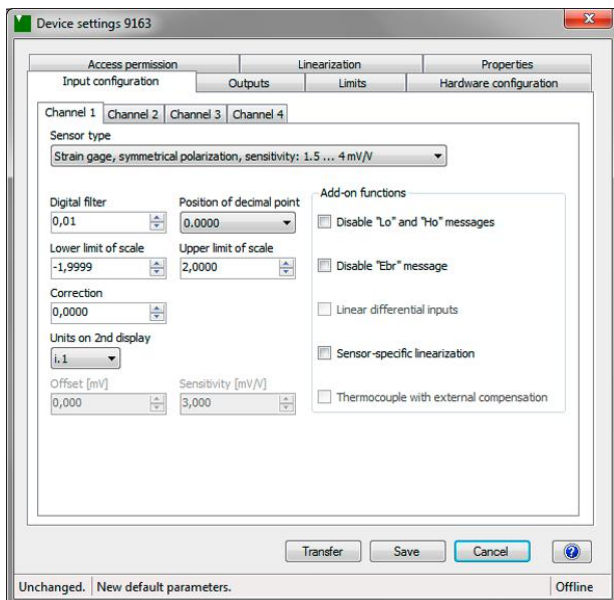 Device settings 9163
Access permission Linearization Properties
Input configuration Outputs Limits Hardware configuration
Channel 1 Channel 2 Channel 3 Channel 4
Sensor type
Strain gage, symmetrical polarization, sensitivity: 1.5 ... 4 mV/V
Add-on functions
Digital filter Position of decimal point
0,01 0.0000
Disable "Lo" and "Ho" messages
Lower limit of scale Upper limit of scale
-1,9999 2,0000
Disable "Ebr" message
Correction
0,0000
Linear differential inputs
Units on 2nd display
i.1
Sensor-specific linearization
Offset [mV] Sensitivity [mV/V]
0,000 3,000
Thermocouple with external compensation
Transfer Save Cancel ?
Unchanged. New default parameters. Offline